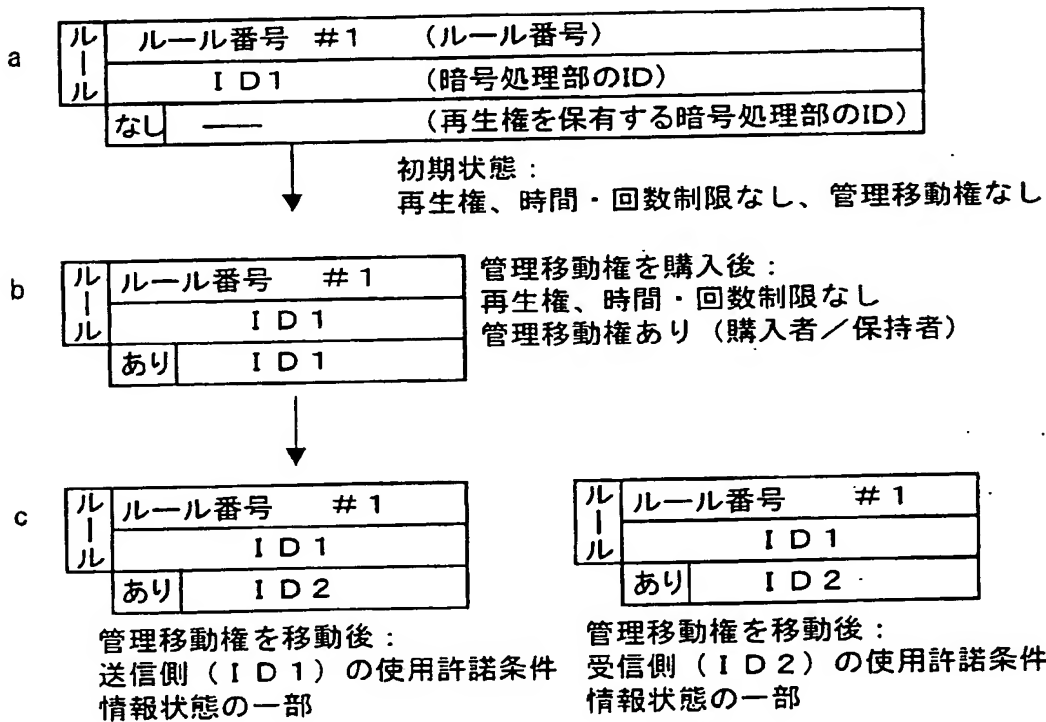 a
ルール
ルール番号 #1 (ルール番号)
ID1 (暗号処理部のID)
なし ―― (再生権を保有する暗号処理部のID)
初期状態:
再生権、時間・回数制限なし、管理移動権なし
b
ルール
ルール番号 #1
ID1
あり ID1
管理移動権を購入後:
再生権、時間・回数制限なし
管理移動権あり(購入者/保持者)
c
ルール
ルール番号 #1
ID1
あり ID2
管理移動権を移動後:
送信側(ID1)の使用許諾条件
情報状態の一部
ルール
ルール番号 #1
ID1
あり ID2
管理移動権を移動後:
受信側(ID2)の使用許諾条件
情報状態の一部